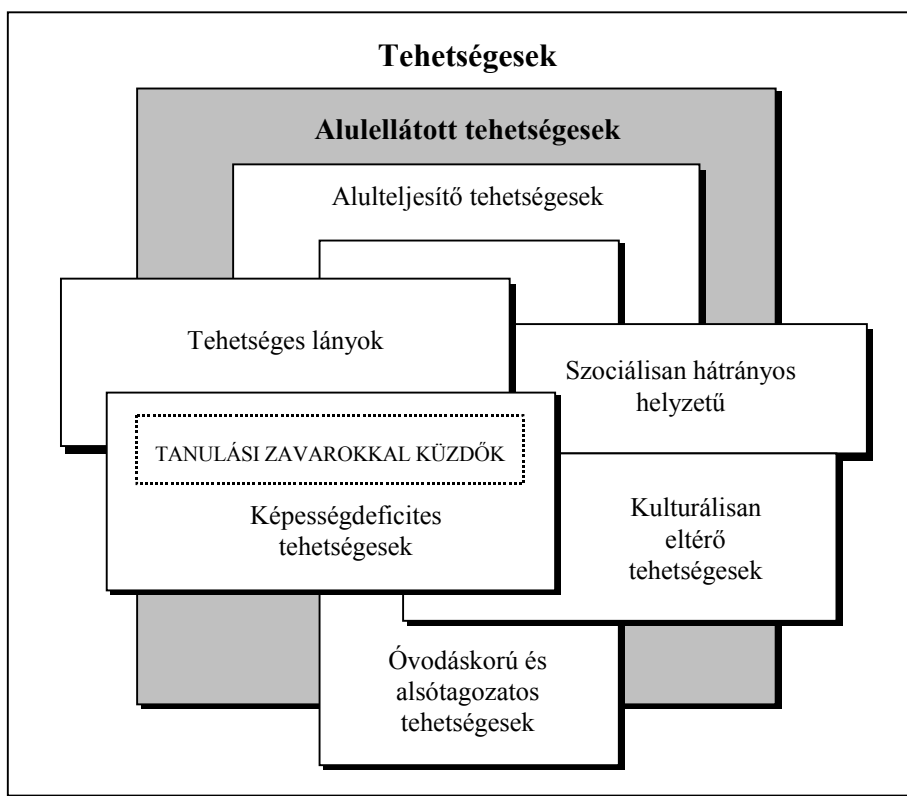 Tehetségesek
Alulellátott tehetségesek
Alulteljesítő tehetségesek
Tehetséges lányok
Szociálisan hátrányos
helyzetű
TANULÁSI ZAVAROKKAL KÜZDŐK
Képességdeficites
tehetségesek
Kulturálisan
eltérő
tehetségesek
Óvodáskorú és
alsótagozatos
tehetségesek